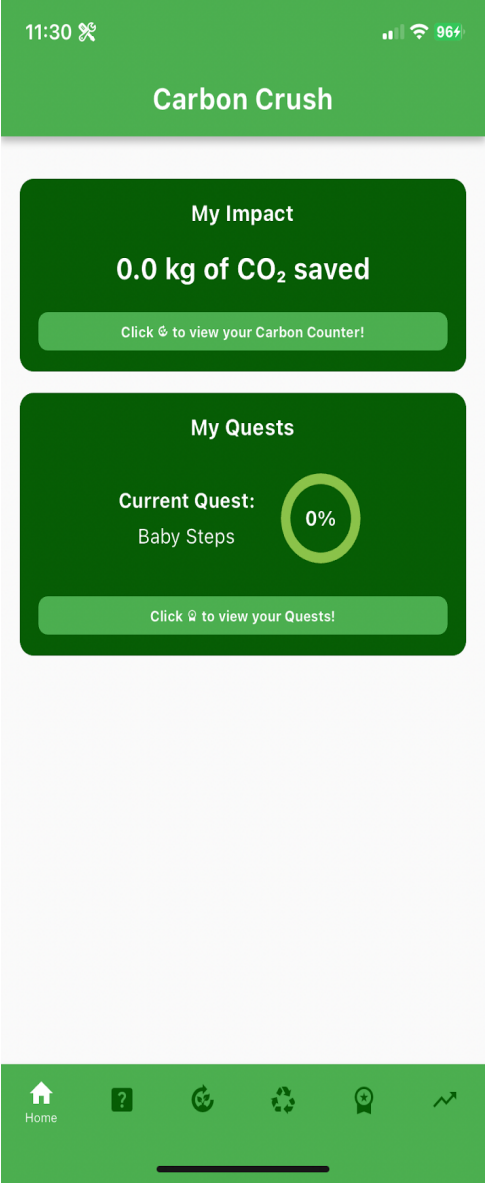 11:30
96
Carbon Crush
My Impact
0.0 kg of CO₂ saved
Click to view your Carbon Counter!
My Quests
Current Quest:
Baby Steps
0%
Click to view your Quests!
?
Home